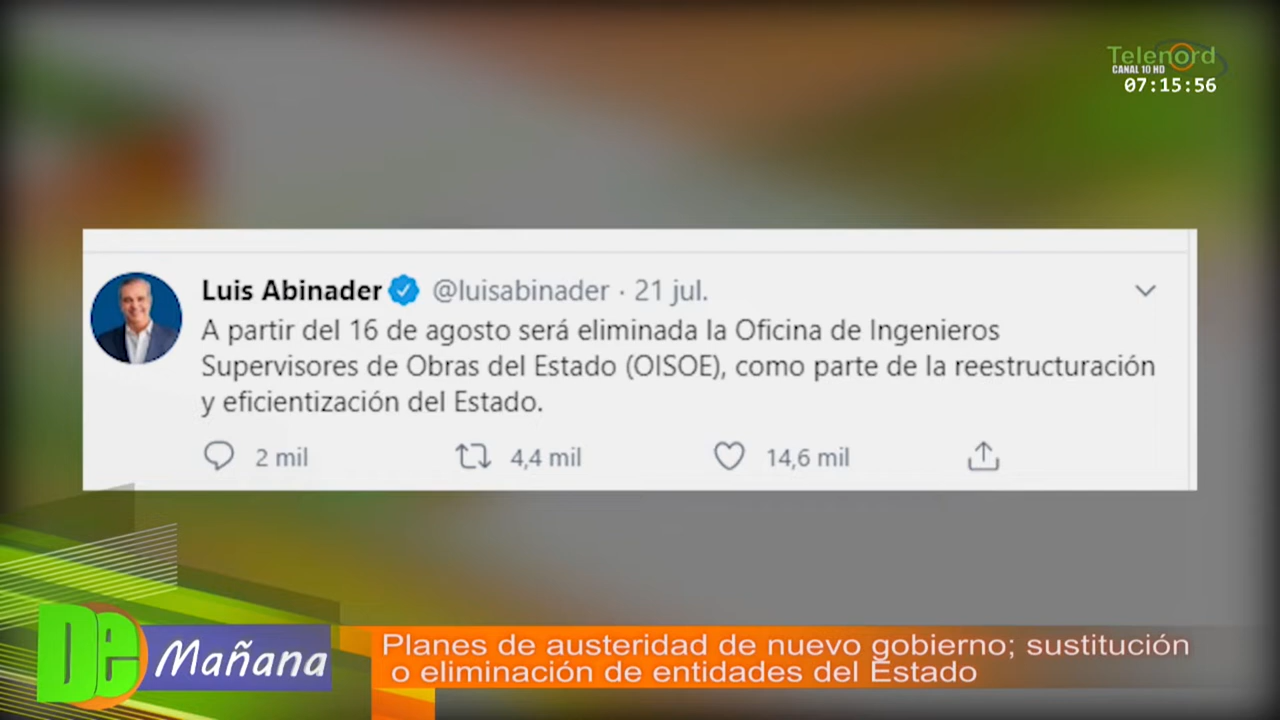 Telenord
CANAL 10 HD
07:15:56
Luis Abinader @luisabinader · 21 jul.
A partir del 16 de agosto será eliminada la Oficina de Ingenieros
Supervisores de Obras del Estado (OISOE), como parte de la reestructuración
y eficientización del Estado.
2 mil 4,4 mil 14,6 mil
De Mañana
Planes de austeridad de nuevo gobierno; sustitución
o eliminación de entidades del Estado